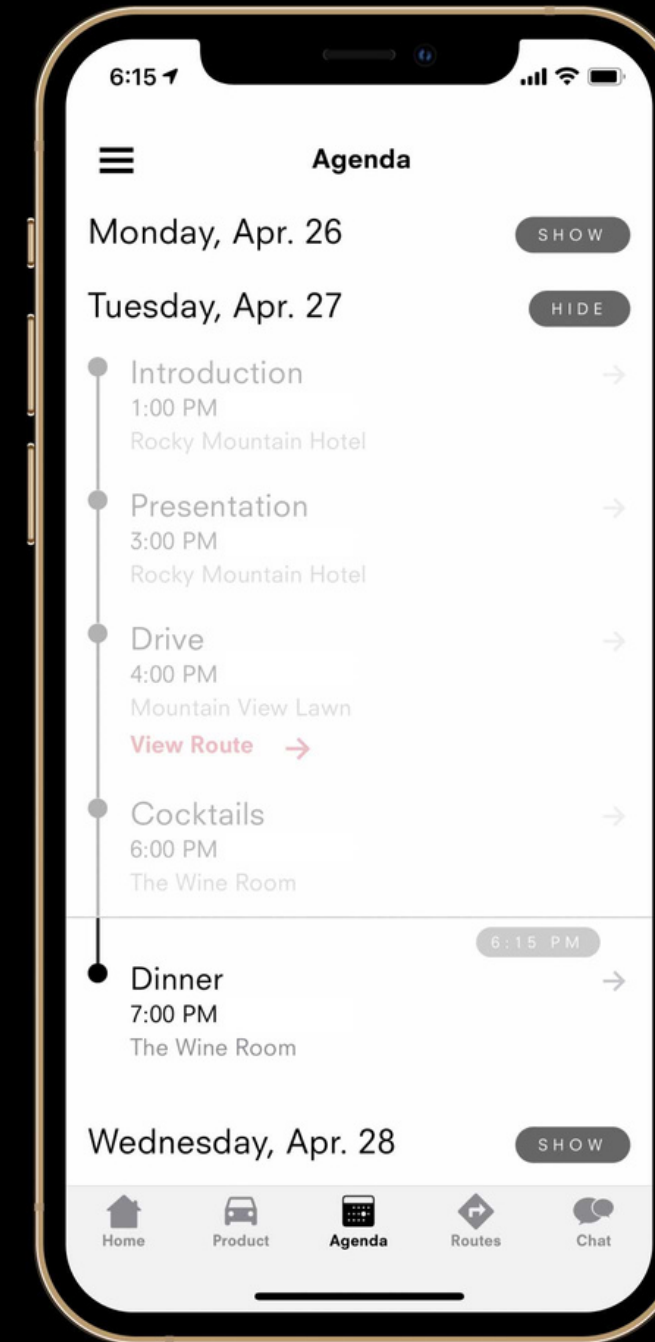 6:15
Agenda
Monday, Apr. 26
SHOW
Tuesday, Apr. 27
HIDE
Introduction
1:00 PM
Rocky Mountain Hotel
Presentation
3:00 PM
Rocky Mountain Hotel
Drive
4:00 PM
Mountain View Lawn
View Route
Cocktails
6:00 PM
The Wine Room
6:15 PM
Dinner
7:00 PM
The Wine Room
Wednesday, Apr. 28
SHOW
Home
Product
Agenda
Routes
Chat